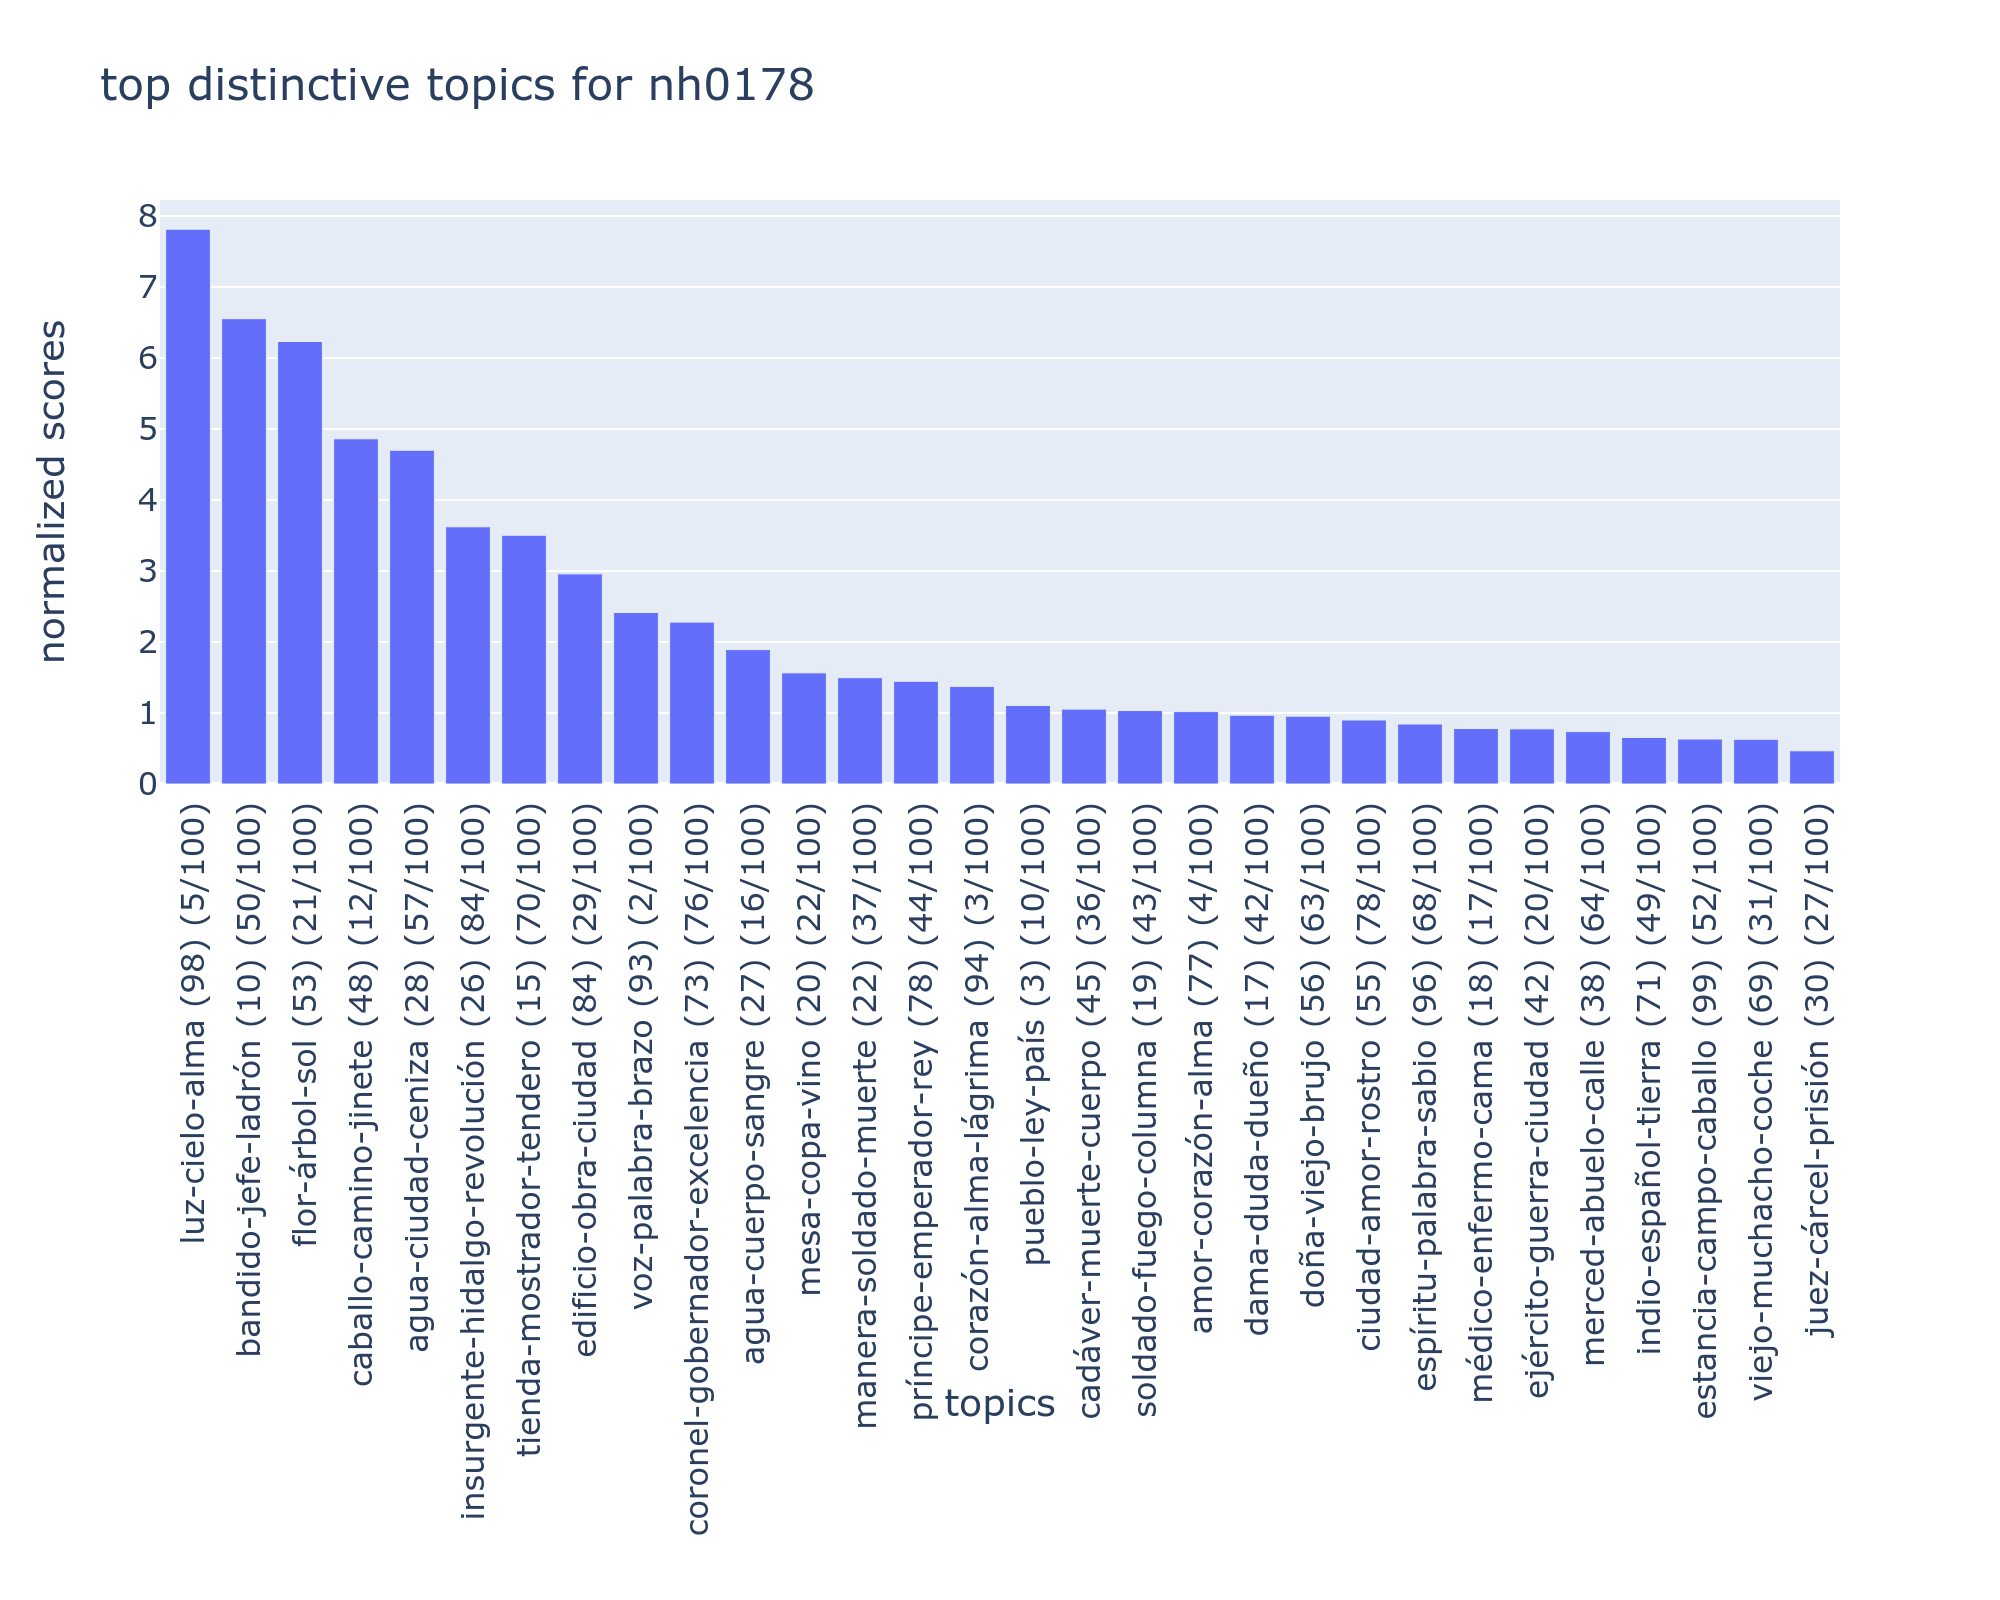 top distinctive topics for nh0178
normalized scores
8
7
6
5
4
3
2
1
0
luz-cielo-alma (98) (5/100)
bandido-jefe-ladrón (10) (50/100)
flor-árbol-sol (53) (21/100)
caballo-camino-jinete (48) (12/100)
agua-ciudad-ceniza (28) (57/100)
insurgente-hidalgo-revolución (26) (84/100)
tienda-mostrador-tendero (15) (70/100)
edificio-obra-ciudad (84) (29/100)
voz-palabra-brazo (93) (2/100)
coronel-gobernador-excelencia (73) (76/100)
agua-cuerpo-sangre (27) (16/100)
mesa-copa-vino (20) (22/100)
manera-soldado-muerte (22) (37/100)
príncipe-emperador-rey (78) (44/100)
corazón-alma-lágrima (94) (3/100)
pueblo-ley-país (3) (10/100)
cadáver-muerte-cuerpo (45) (36/100)
soldado-fuego-columna (19) (43/100)
amor-corazón-alma (77) (4/100)
dama-duda-dueño (17) (42/100)
doña-viejo-brujo (56) (63/100)
ciudad-amor-rostro (55) (78/100)
espíritu-palabra-sabio (96) (68/100)
médico-enfermo-cama (18) (17/100)
ejército-guerra-ciudad (42) (20/100)
merced-abuelo-calle (38) (64/100)
indio-español-tierra (71) (49/100)
estancia-campo-caballo (99) (52/100)
viejo-muchacho-coche (69) (31/100)
juez-cárcel-prisión (30) (27/100)
topics